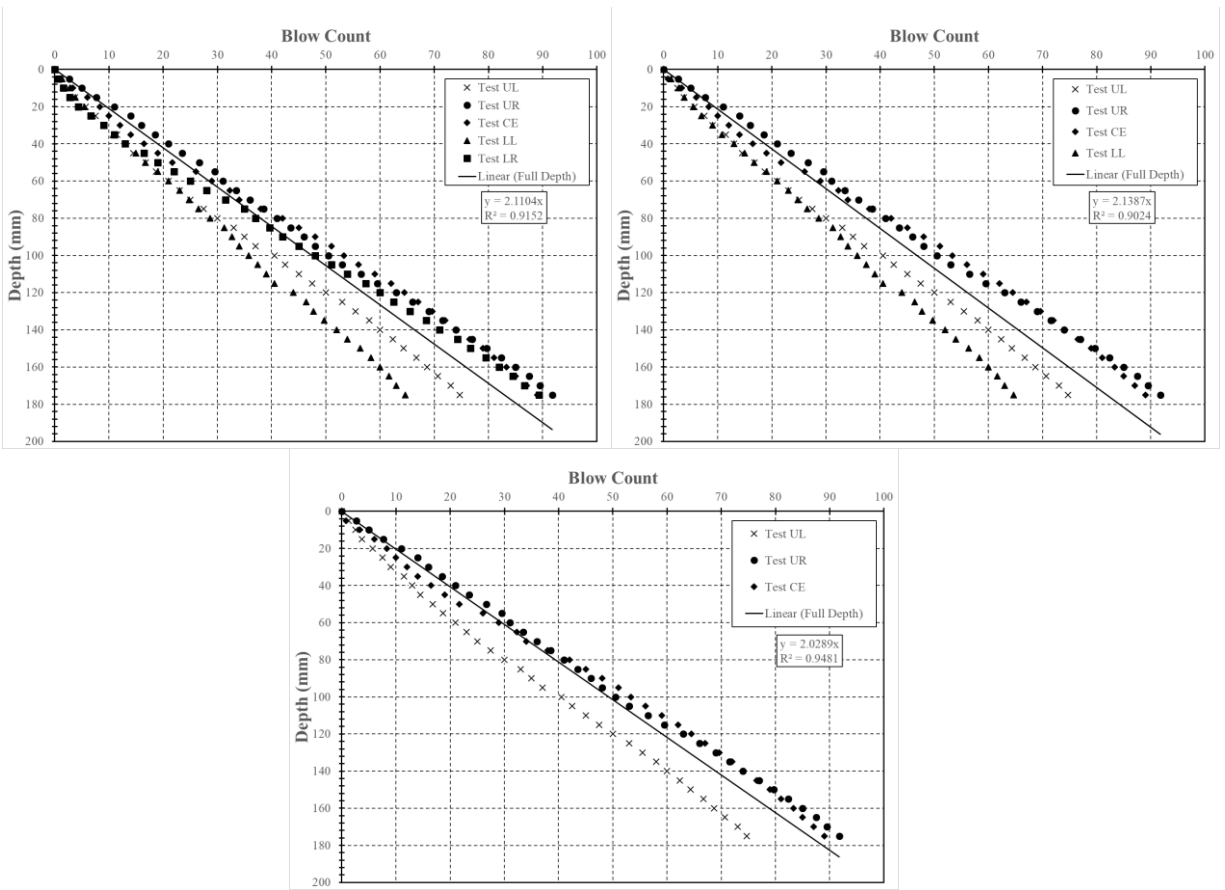 Blow Count
0 10 20 30 40 50 60 70 80 90 100
Depth (mm)
0
20
40
60
80
100
120
140
160
180
200
Test UL
Test UR
Test CE
Test LL
Test LR
Linear (Full Depth)
y = 2.1104x
R² = 0.9152
Blow Count
0 10 20 30 40 50 60 70 80 90 100
Depth (mm)
0
20
40
60
80
100
120
140
160
180
200
Test UL
Test UR
Test CE
Test LL
Linear (Full Depth)
y = 2.1387x
R² = 0.9024
Blow Count
0 10 20 30 40 50 60 70 80 90 100
Depth (mm)
0
20
40
60
80
100
120
140
160
180
200
Test UL
Test UR
Test CE
Linear (Full Depth)
y = 2.0289x
R² = 0.9481